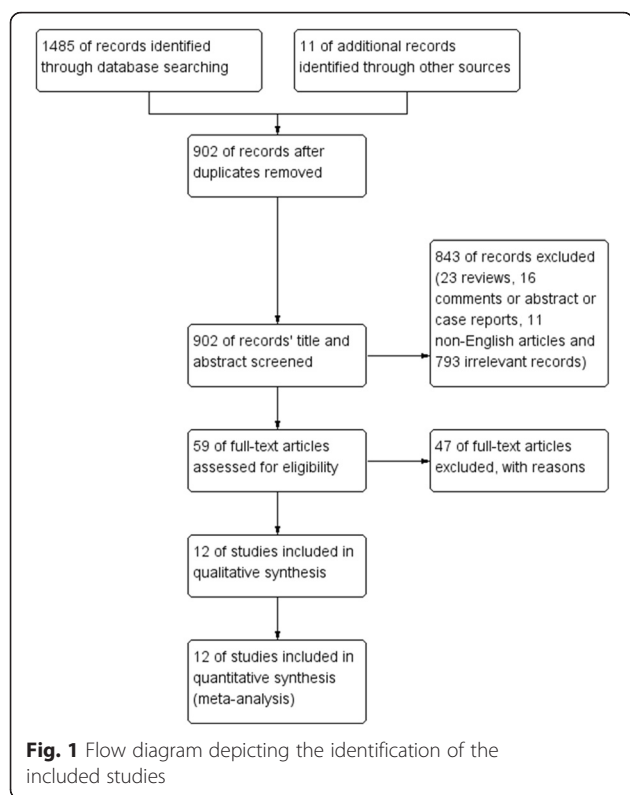 1485 of records identified
through database searching
11 of additional records
identified through other sources
902 of records after
duplicates removed
843 of records excluded
(23 reviews, 16
comments or abstract or
case reports, 11
non-English articles and
793 irrelevant records)
902 of records' title and
abstract screened
59 of full-text articles
assessed for eligibility
47 of full-text articles
excluded, with reasons
12 of studies included in
qualitative synthesis
12 of studies included in
quantitative synthesis
(meta-analysis)
Fig. 1 Flow diagram depicting the identification of the
included studies